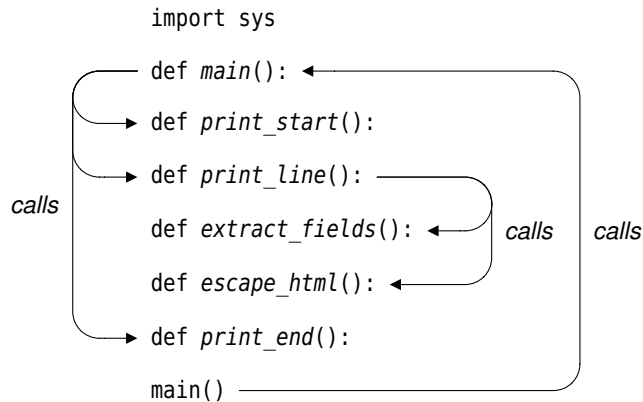 import sys
def main():
def print_start():
def print_line():
calls
def extract_fields():
calls
calls
def escape_html():
def print_end():
main()